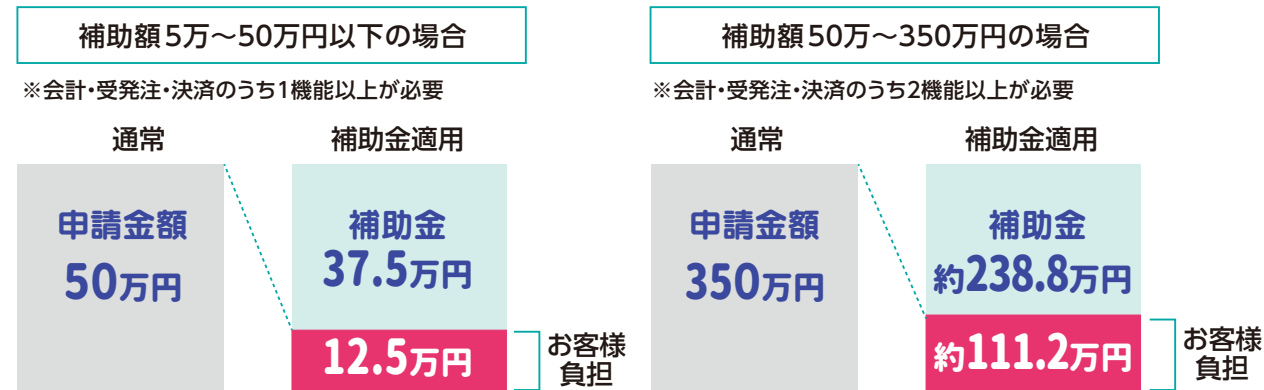 補助額5万～50万円以下の場合
※会計・受発注・決済のうち1機能以上が必要
通常
補助金適用
申請金額
50万円
補助金
37.5万円
12.5万円
お客様
負担
補助額50万～350万円の場合
※会計・受発注・決済のうち2機能以上が必要
通常
補助金適用
申請金額
350万円
補助金
約238.8万円
約111.2万円
お客様
負担